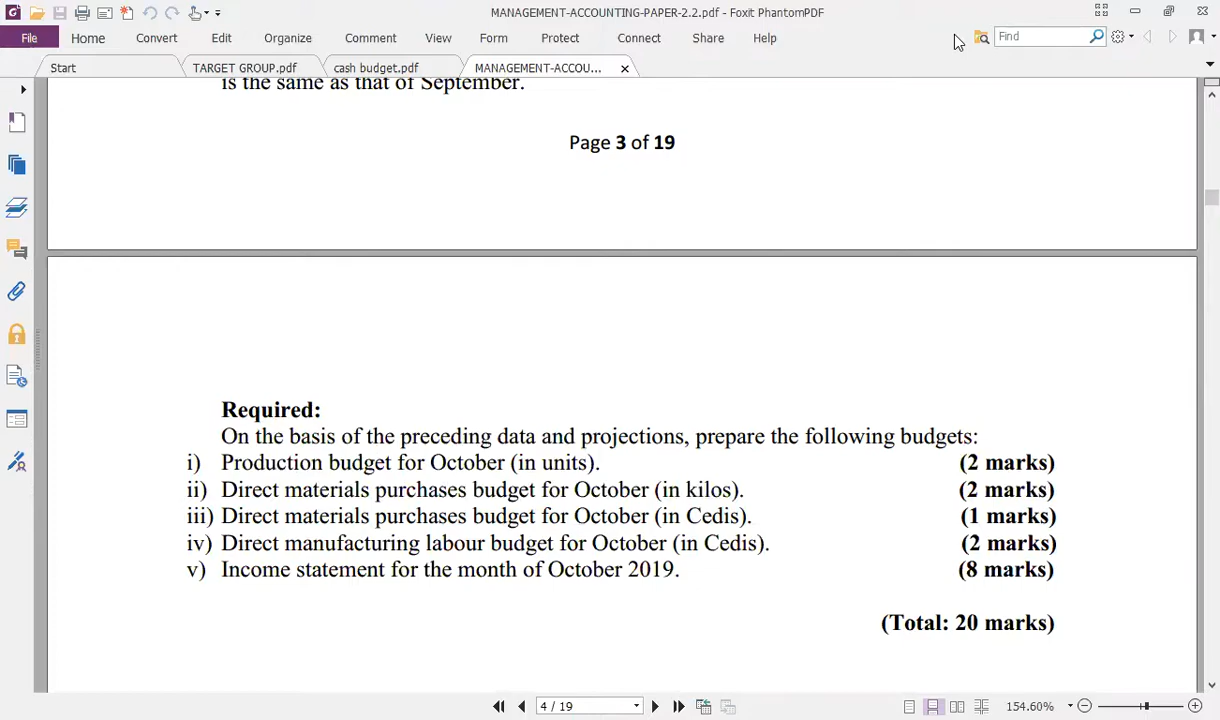 MANAGEMENT-ACCOUNTING-PAPER-2.2.pdf - Foxit PhantomPDF
File Home Convert Edit Organize Comment View Form Protect Connect Share Help Find
Start TARGET GROUP.pdf cash budget.pdf MANAGEMENT-ACCOU...
is the same as that of September.
Page 3 of 19
Required:
On the basis of the preceding data and projections, prepare the following budgets:
i) Production budget for October (in units). (2 marks)
ii) Direct materials purchases budget for October (in kilos). (2 marks)
iii) Direct materials purchases budget for October (in Cedis). (1 marks)
iv) Direct manufacturing labour budget for October (in Cedis). (2 marks)
v) Income statement for the month of October 2019. (8 marks)
(Total: 20 marks)
4 / 19 154.60%